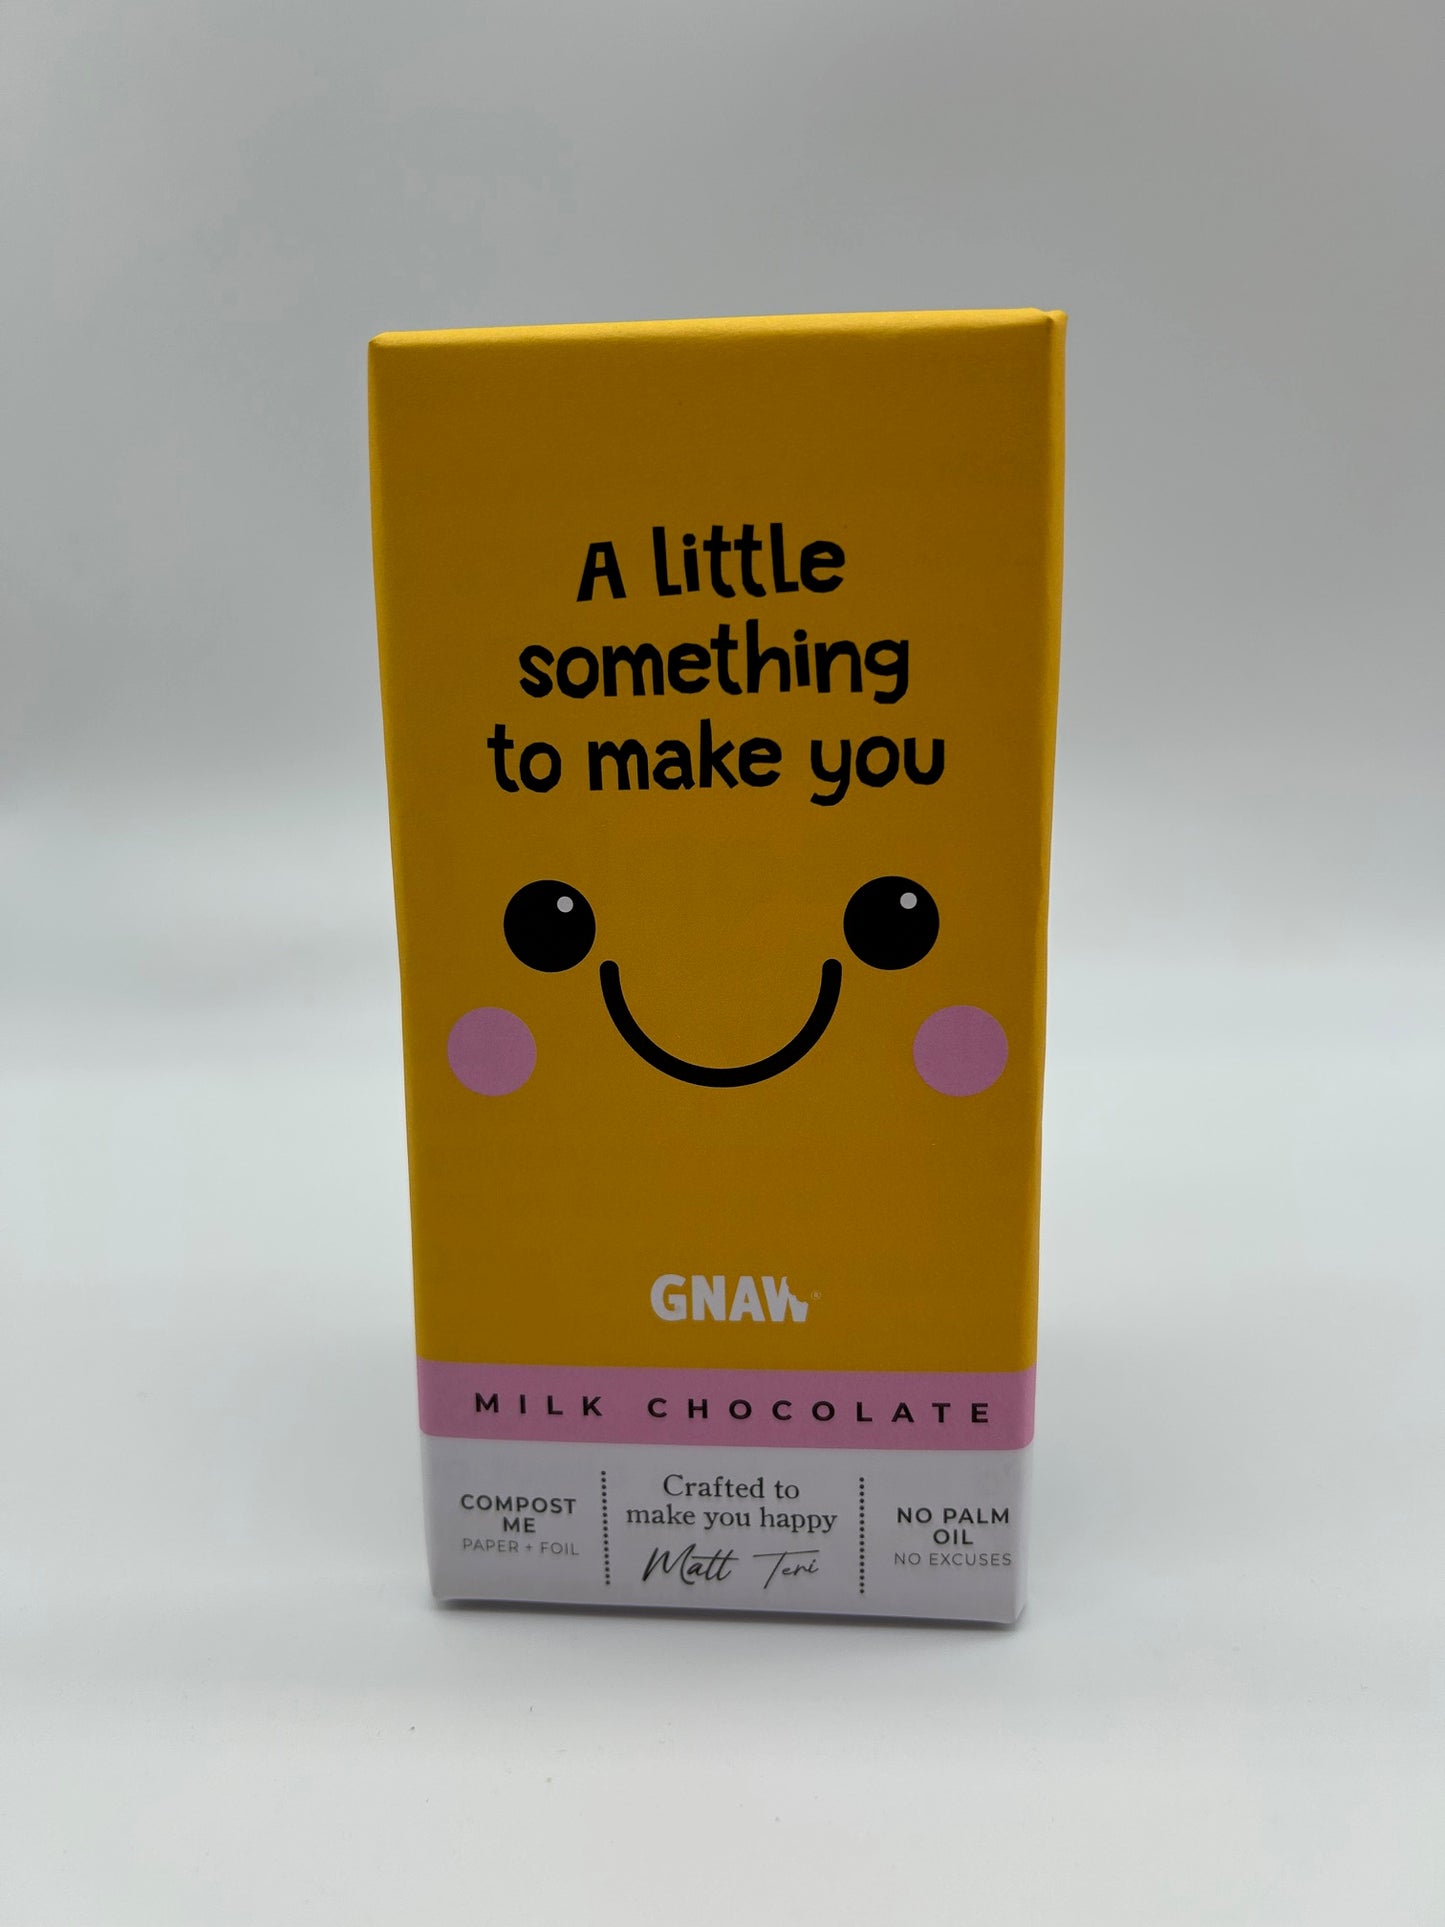 A little
something
to make you
GNAW®
MILK CHOCOLATE
COMPOST
ME
PAPER + FOIL
Crafted to
make you happy
Matt Teri
NO PALM
OIL
NO EXCUSES